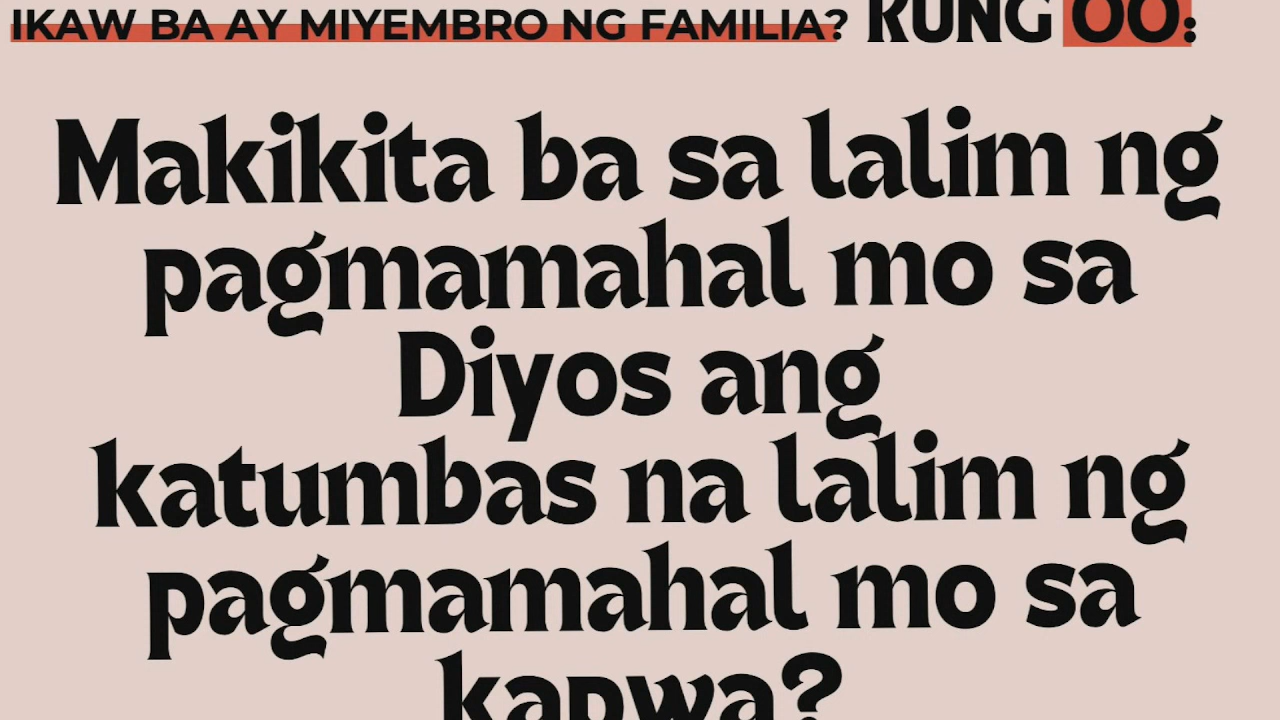 IKAW BA AY MIYEMBRO NG FAMILIA? KUNG OO:
Makikita ba sa lalim ng
pagmamahal mo sa
Diyos ang
katumbas na lalim ng
pagmamahal mo sa
kapwa?